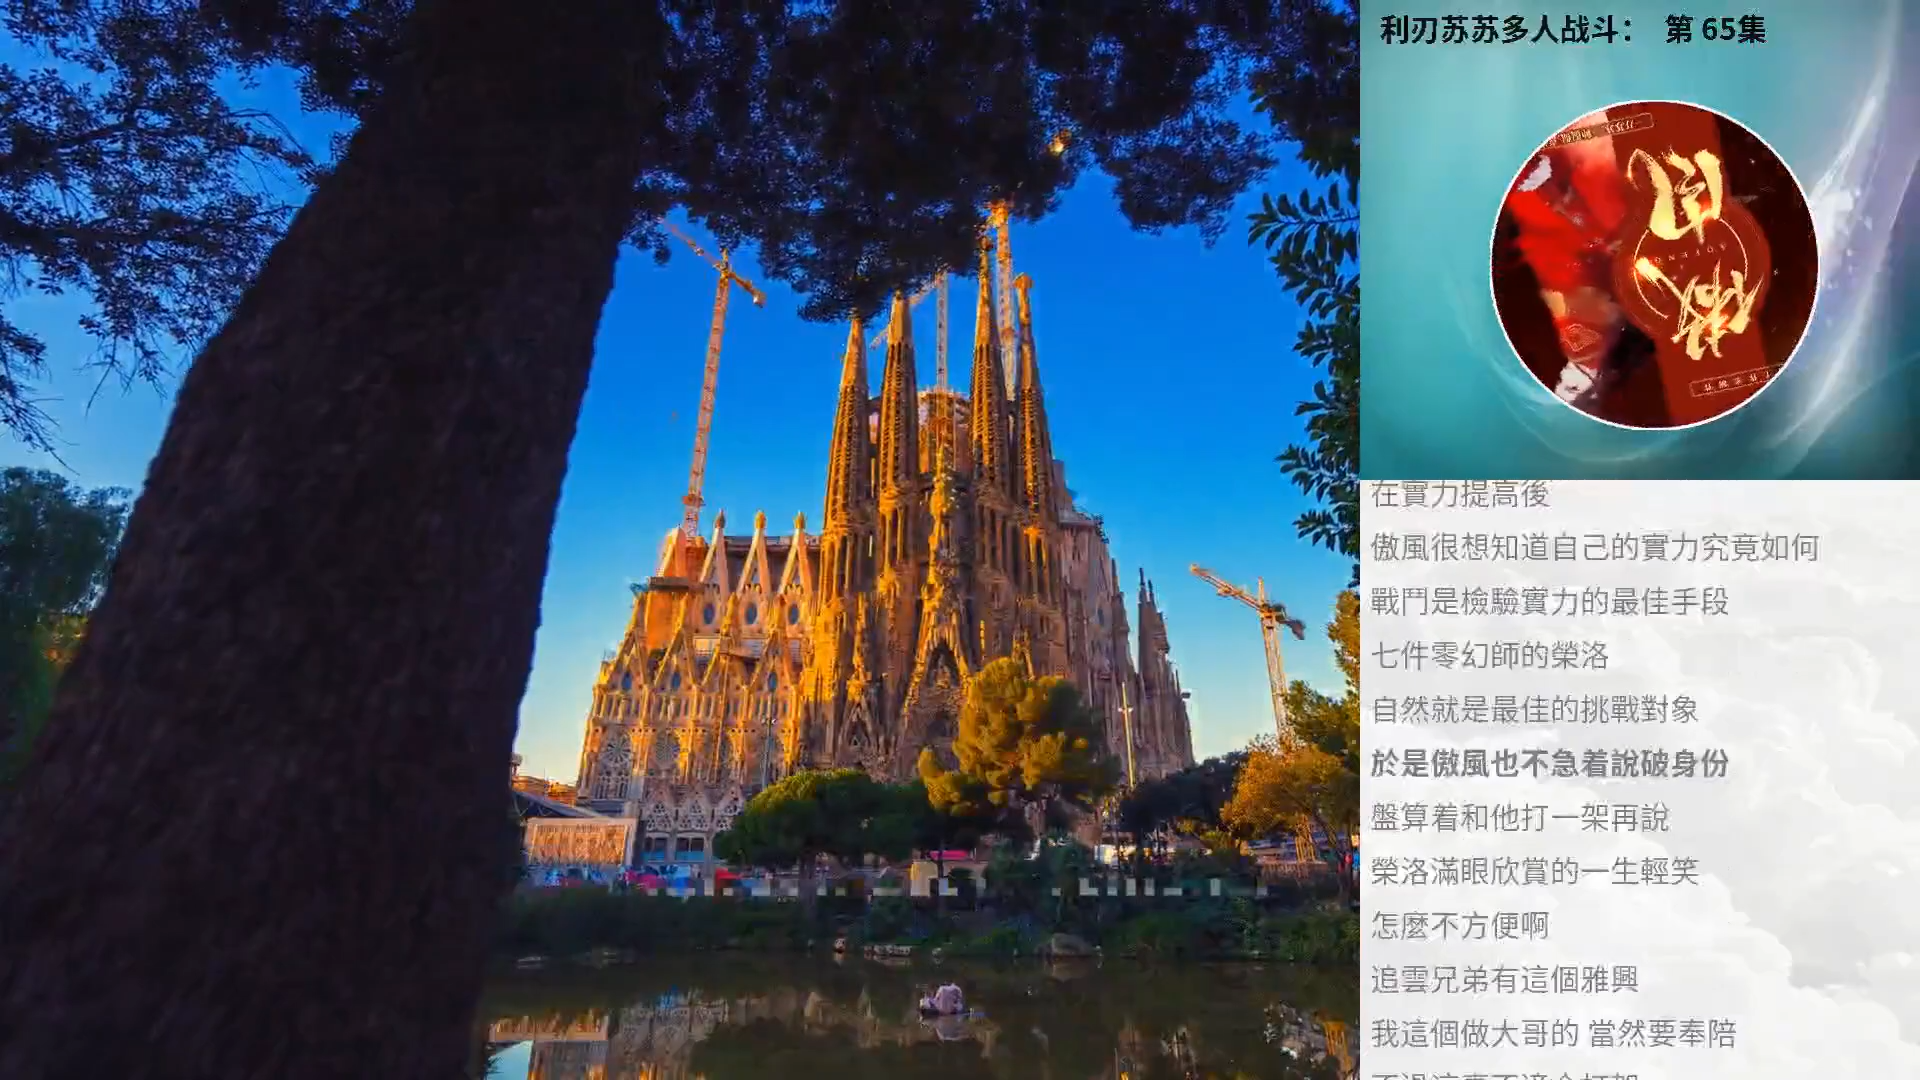 利刃苏苏多人战斗： 第 65集
在實力提高後
傲風很想知道自己的實力究竟如何
戰鬥是檢驗實力的最佳手段
七件零幻師的榮洛
自然就是最佳的挑戰對象
於是傲風也不急着說破身份
盤算着和他打一架再說
榮洛滿眼欣賞的一生輕笑
怎麼不方便啊
追雲兄弟有這個雅興
我這個做大哥的 當然要奉陪